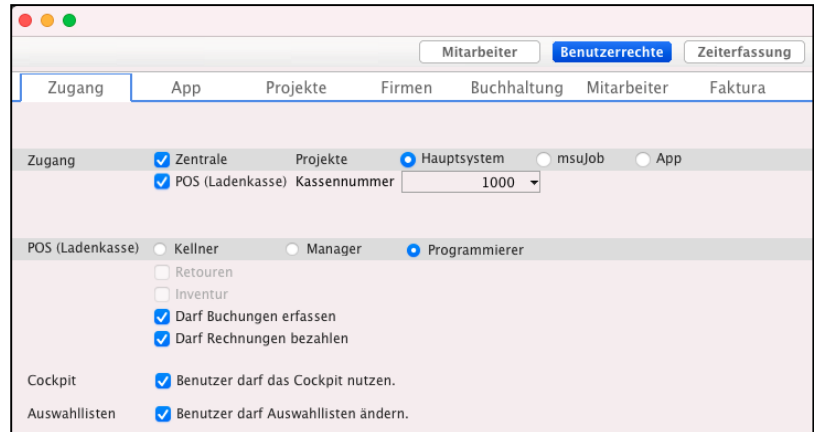 Mitarbeiter Benutzerrechte Zeiterfassung
Zugang App Projekte Firmen Buchhaltung Mitarbeiter Faktura
Zugang Zentrale Projekte Hauptsystem msuJob App
POS (Ladenkasse) Kassennummer 1000
POS (Ladenkasse) Kellner Manager Programmierer
Retouren
Inventur
Darf Buchungen erfassen
Darf Rechnungen bezahlen
Cockpit Benutzer darf das Cockpit nutzen.
Auswahllisten Benutzer darf Auswahllisten ändern.